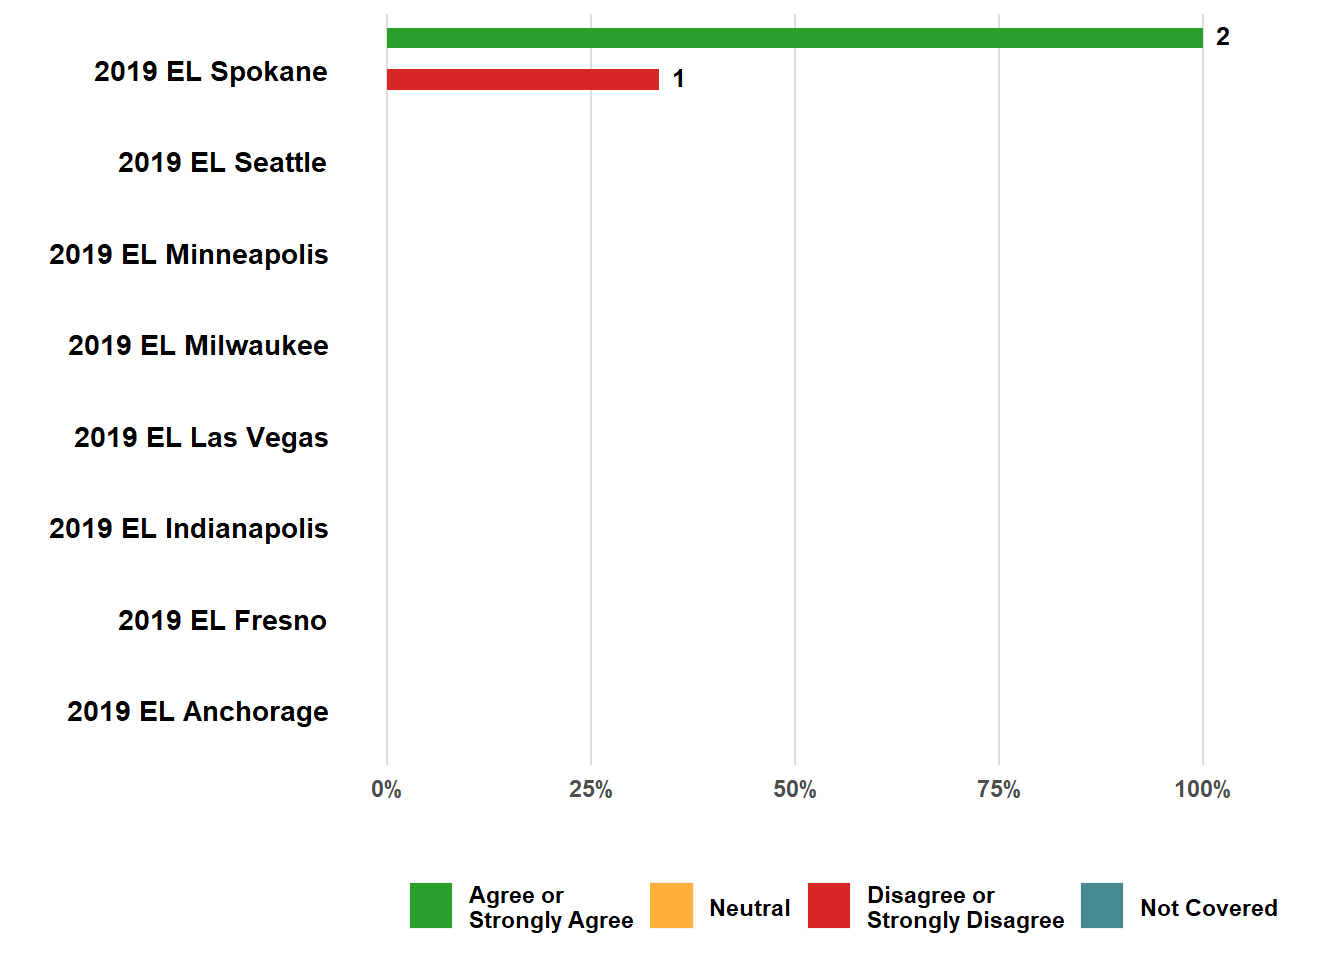 2
2019 EL Spokane
1
2019 EL Seattle
2019 EL Minneapolis
2019 EL Milwaukee
2019 EL Las Vegas
2019 EL Indianapolis
2019 EL Fresno
2019 EL Anchorage
0% 25% 50% 75% 100%
Agree or
Strongly Agree
Neutral
Disagree or
Strongly Disagree
Not Covered